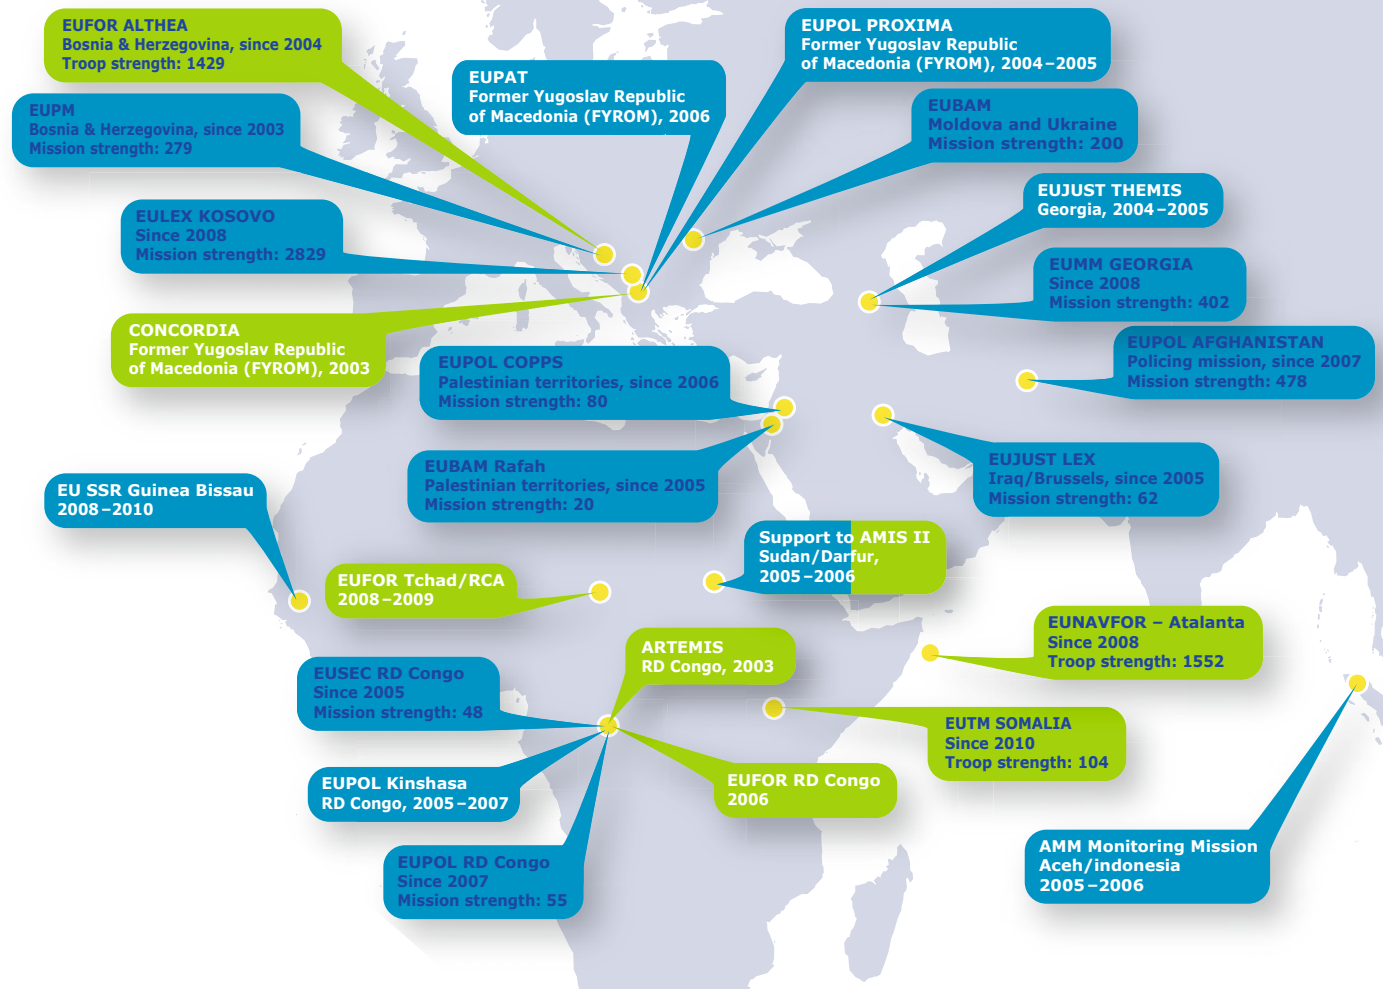 EUFOR ALTHEA
Bosnia & Herzegovina, since 2004
Troop strength: 1429
EUPOL PROXIMA
Former Yugoslav Republic
of Macedonia (FYROM), 2004–2005
EUPAT
Former Yugoslav Republic
of Macedonia (FYROM), 2006
EUPM
Bosnia & Herzegovina, since 2003
Mission strength: 279
EUBAM
Moldova and Ukraine
Mission strength: 200
EUJUST THEMIS
Georgia, 2004–2005
EULEX KOSOVO
Since 2008
Mission strength: 2829
EUMM GEORGIA
Since 2008
Mission strength: 402
CONCORDIA
Former Yugoslav Republic
of Macedonia (FYROM), 2003
EUPOL AFGHANISTAN
Policing mission, since 2007
Mission strength: 478
EUPOL COPPS
Palestinian territories, since 2006
Mission strength: 80
EUBAM Rafah
Palestinian territories, since 2005
Mission strength: 20
EUJUST LEX
Iraq/Brussels, since 2005
Mission strength: 62
EU SSR Guinea Bissau
2008–2010
Support to AMIS II
Sudan/Darfur,
2005–2006
EUFOR Tchad/RCA
2008–2009
EUNAVFOR – Atalanta
Since 2008
Troop strength: 1552
ARTEMIS
RD Congo, 2003
EUSEC RD Congo
Since 2005
Mission strength: 48
EUTM SOMALIA
Since 2010
Troop strength: 104
EUPOL Kinshasa
RD Congo, 2005–2007
EUFOR RD Congo
2006
AMM Monitoring Mission
Aceh/indonesia
2005–2006
EUPOL RD Congo
Since 2007
Mission strength: 55